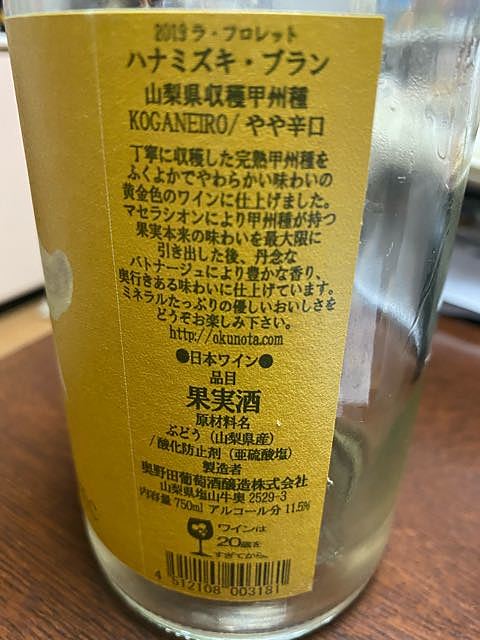 2019 ラ・フロレット
ハナミズキ・ブラン
山梨県収穫甲州種
KOGANEIRO/ やや辛口
丁寧に収穫した完熟甲州種を
ふくよかでやわらかい味わいの
黄金色のワインに仕上げました。
マセラシオンにより甲州種が持つ
果実本来の味わいを最大限に
引き出した後、丹念な
バトナージュにより豊かな香り、
奥行きある味わいに仕上げています。
ミネラルたっぷりの優しいおいしさを
どうぞお楽しみ下さい。
http://okunota.com
●日本ワイン●
品目
果実酒
原材料名
ぶどう（山梨県産）
/酸化防止剤（亜硫酸塩）
製造者
奥野田葡萄酒醸造株式会社
山梨県塩山牛奥 2529-3
内容量 750ml アルコール分 11.5%
ワインは
20歳を
すぎてから。
4 512108 003181